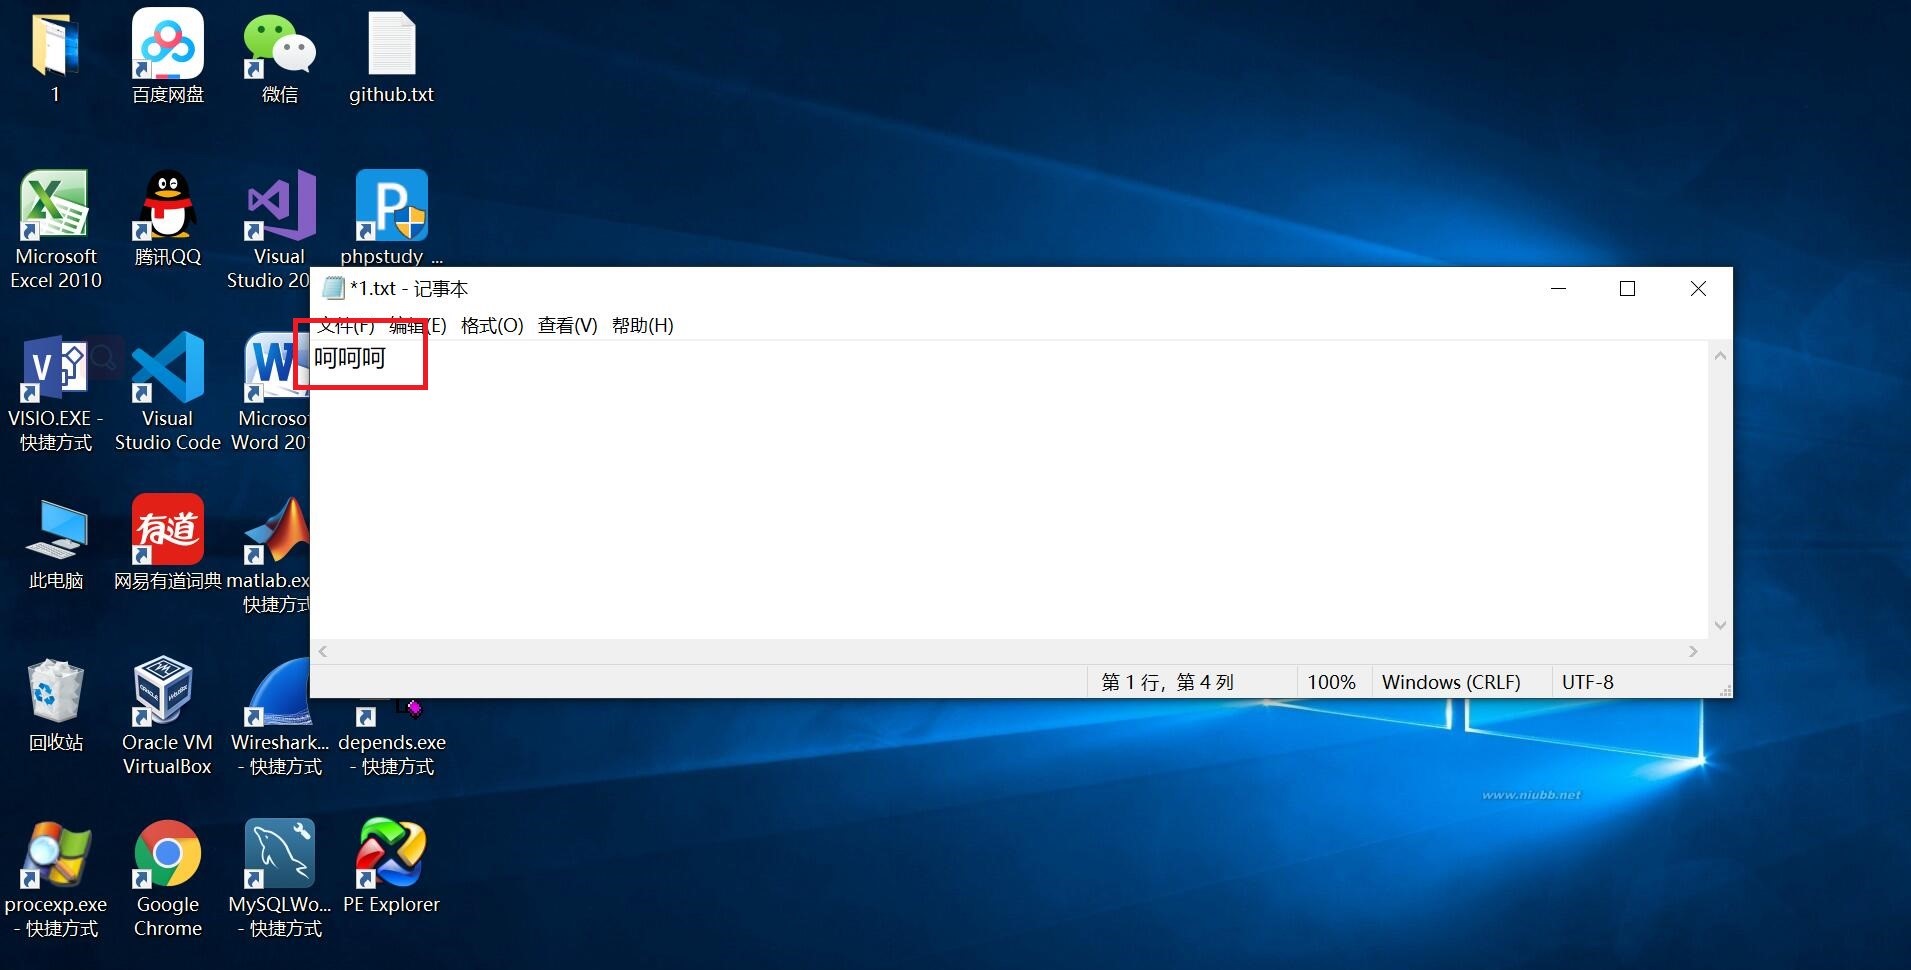 1
百度网盘
微信
github.txt
Microsoft
Excel 2010
腾讯QQ
Visual
Studio 20
P
phpstudy_...
*1.txt - 记事本
文件(F) 编辑(E) 格式(O) 查看(V) 帮助(H)
呵呵呵
VISIO.EXE -
快捷方式
Visual
Studio Code
W
Microsof
Word 20
此电脑
有道
网易有道词典
matlab.ex
快捷方式
第 1 行，第 4 列
100%
Windows (CRLF)
UTF-8
回收站
Oracle VM
VirtualBox
Wireshark...
- 快捷方式
depends.exe
- 快捷方式
www.niubb.net
procexp.exe
- 快捷方式
Google
Chrome
MySQLWo...
- 快捷方式
PE Explorer